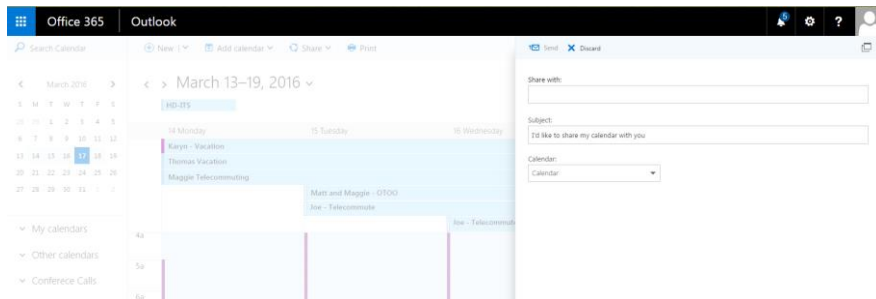 Office 365 Outlook 5 ?
Search Calendar
New Add calendar Share Print
Send Discard
March 2016
March 13–19, 2016
S M T W T F S
28 29 1 2 3 4 5
6 7 8 9 10 11 12
13 14 15 16 17 18 19
20 21 22 23 24 25 26
27 28 29 30 31 1 2
My calendars
Other calendars
Conferece Calls
HD-ITS
14 Monday 15 Tuesday 16 Wednesday
Karyn - Vacation
Thomas Vacation
Maggie Telecommuting
Matt and Maggie - OTOO
Joe - Telecommute
Joe - Telecommut
4a
5a
6a
Share with:
Subject:
I'd like to share my calendar with you
Calendar:
Calendar